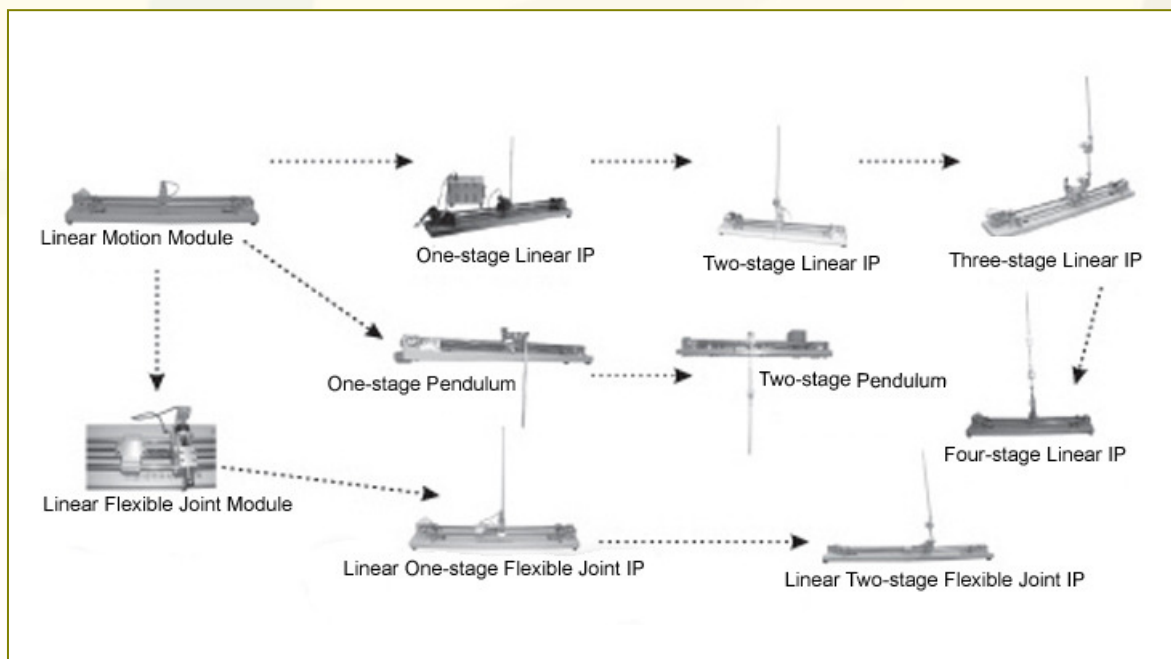 Linear Motion Module
One-stage Linear IP
Two-stage Linear IP
Three-stage Linear IP
One-stage Pendulum
Two-stage Pendulum
Linear Flexible Joint Module
Four-stage Linear IP
Linear One-stage Flexible Joint IP
Linear Two-stage Flexible Joint IP